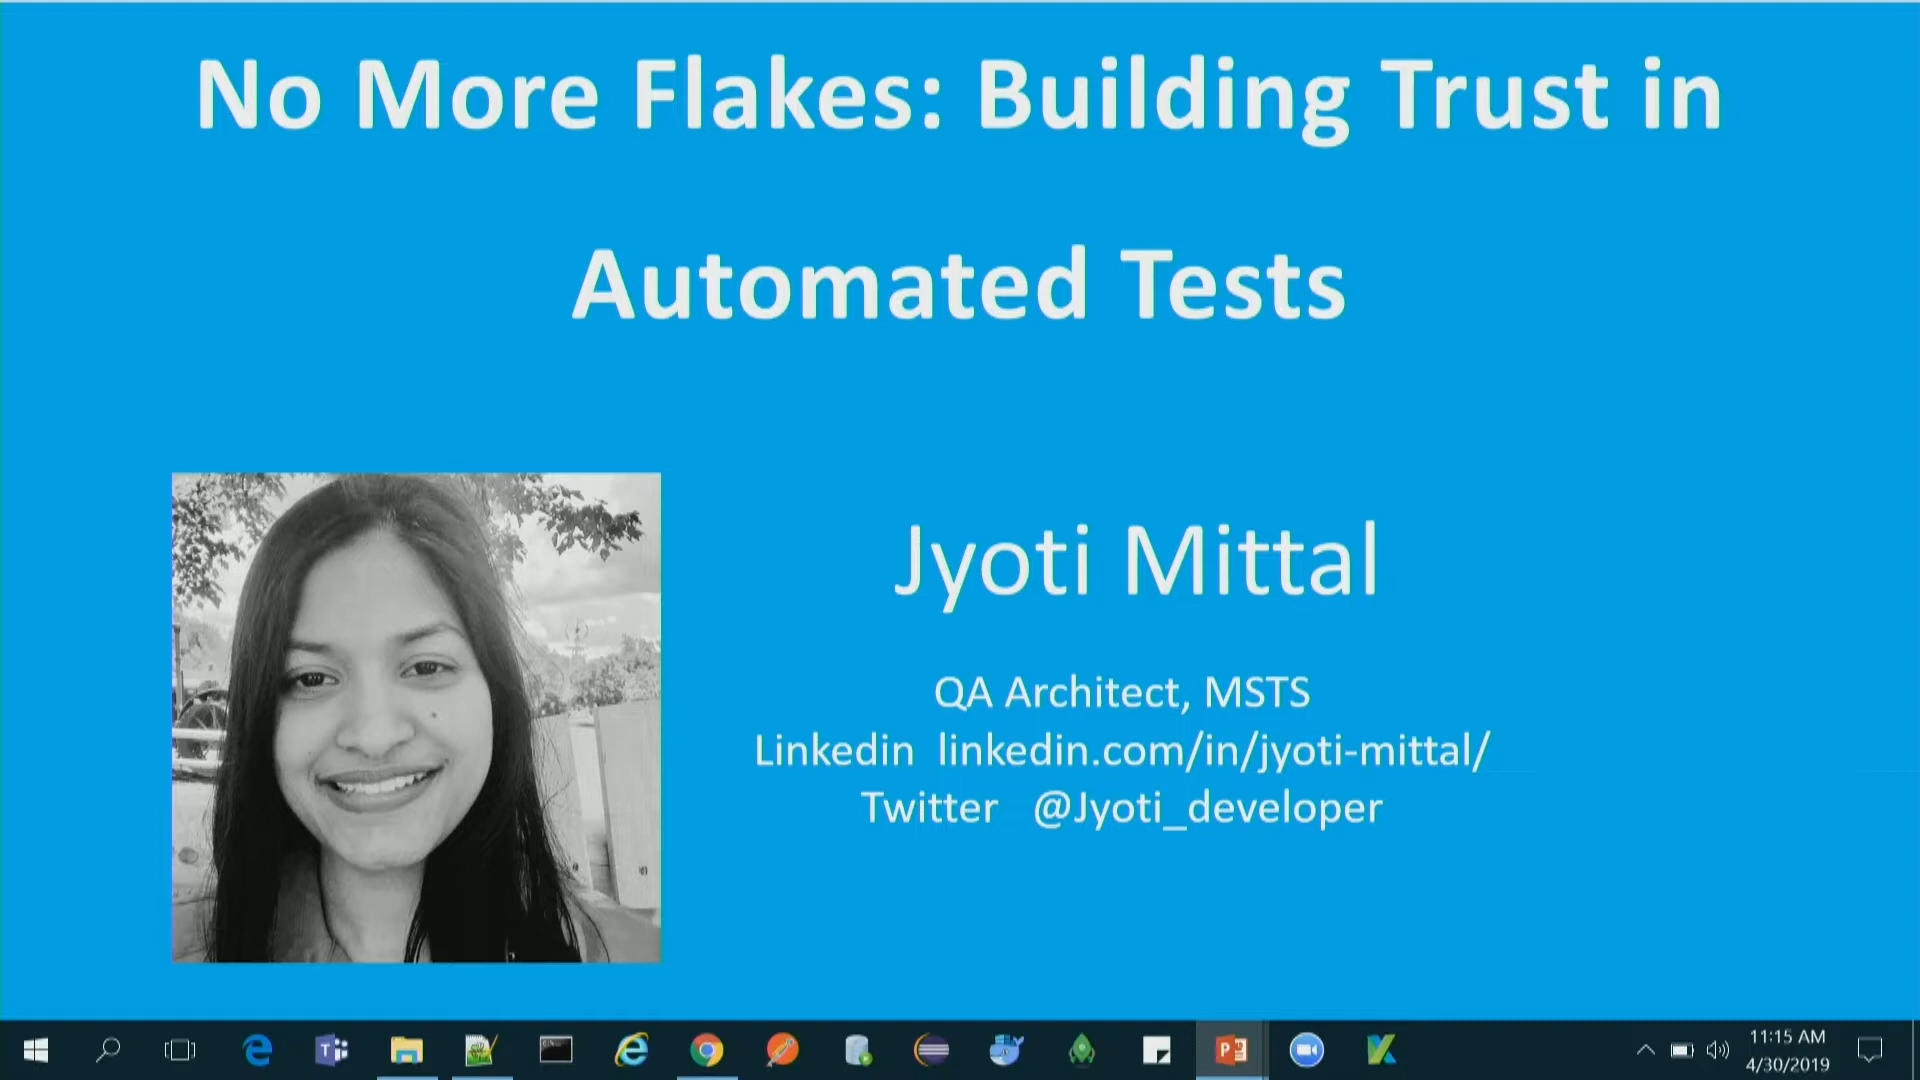 No More Flakes: Building Trust in
Automated Tests
Jyoti Mittal
QA Architect, MSTS
Linkedin linkedin.com/in/jyoti-mittal/
Twitter @Jyoti_developer
11:15 AM
4/30/2019